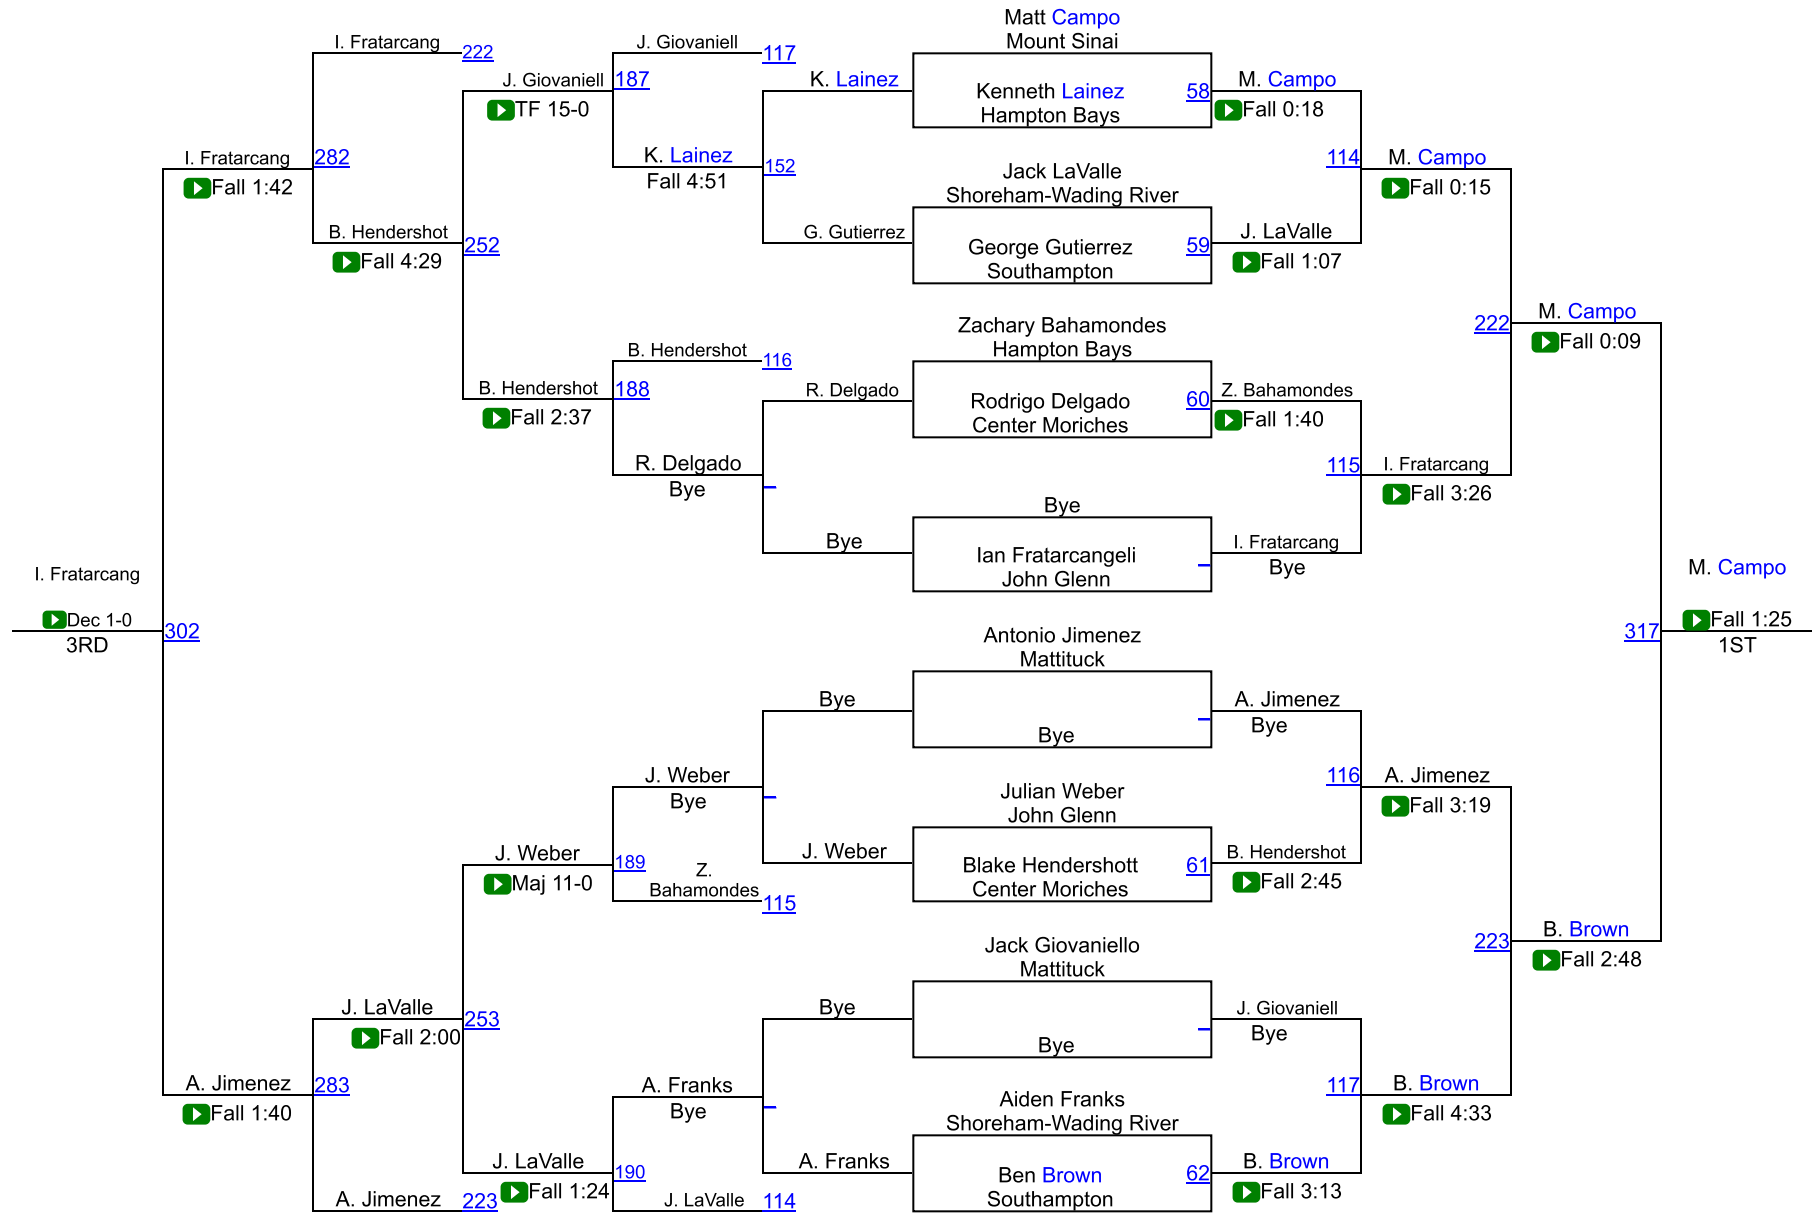 Matt Campo
Mount Sinai
I. Fratarcang
222
J. Giovaniell
117
J. Giovaniell
187
TF 15-0
K. Lainez
Kenneth Lainez
Hampton Bays
58
M. Campo
Fall 0:18
I. Fratarcang
282
Fall 1:42
K. Lainez
152
Fall 4:51
Jack LaValle
Shoreham-Wading River
114
M. Campo
Fall 0:15
B. Hendershot
252
Fall 4:29
G. Gutierrez
George Gutierrez
Southampton
59
J. LaValle
Fall 1:07
Zachary Bahamondes
Hampton Bays
222
M. Campo
Fall 0:09
B. Hendershot
116
B. Hendershot
188
Fall 2:37
R. Delgado
Rodrigo Delgado
Center Moriches
60
Z. Bahamondes
Fall 1:40
R. Delgado
Bye
115
I. Fratarcang
Fall 3:26
Bye
Bye
Ian Fratarcangeli
John Glenn
I. Fratarcang
Bye
I. Fratarcang
Dec 1-0
3RD
302
M. Campo
317
Fall 1:25
1ST
Antonio Jimenez
Mattituck
Bye
Bye
A. Jimenez
Bye
J. Weber
Bye
Julian Weber
John Glenn
116
A. Jimenez
Fall 3:19
J. Weber
189
Maj 11-0
Z.
Bahamondes
115
J. Weber
Blake Hendershott
Center Moriches
61
B. Hendershot
Fall 2:45
Jack Giovaniello
Mattituck
223
B. Brown
Fall 2:48
J. LaValle
253
Fall 2:00
Bye
Bye
J. Giovaniell
Bye
A. Jimenez
283
Fall 1:40
A. Franks
Bye
Aiden Franks
Shoreham-Wading River
117
B. Brown
Fall 4:33
J. LaValle
190
Fall 1:24
A. Franks
Ben Brown
Southampton
62
B. Brown
Fall 3:13
A. Jimenez
223
J. LaValle
114